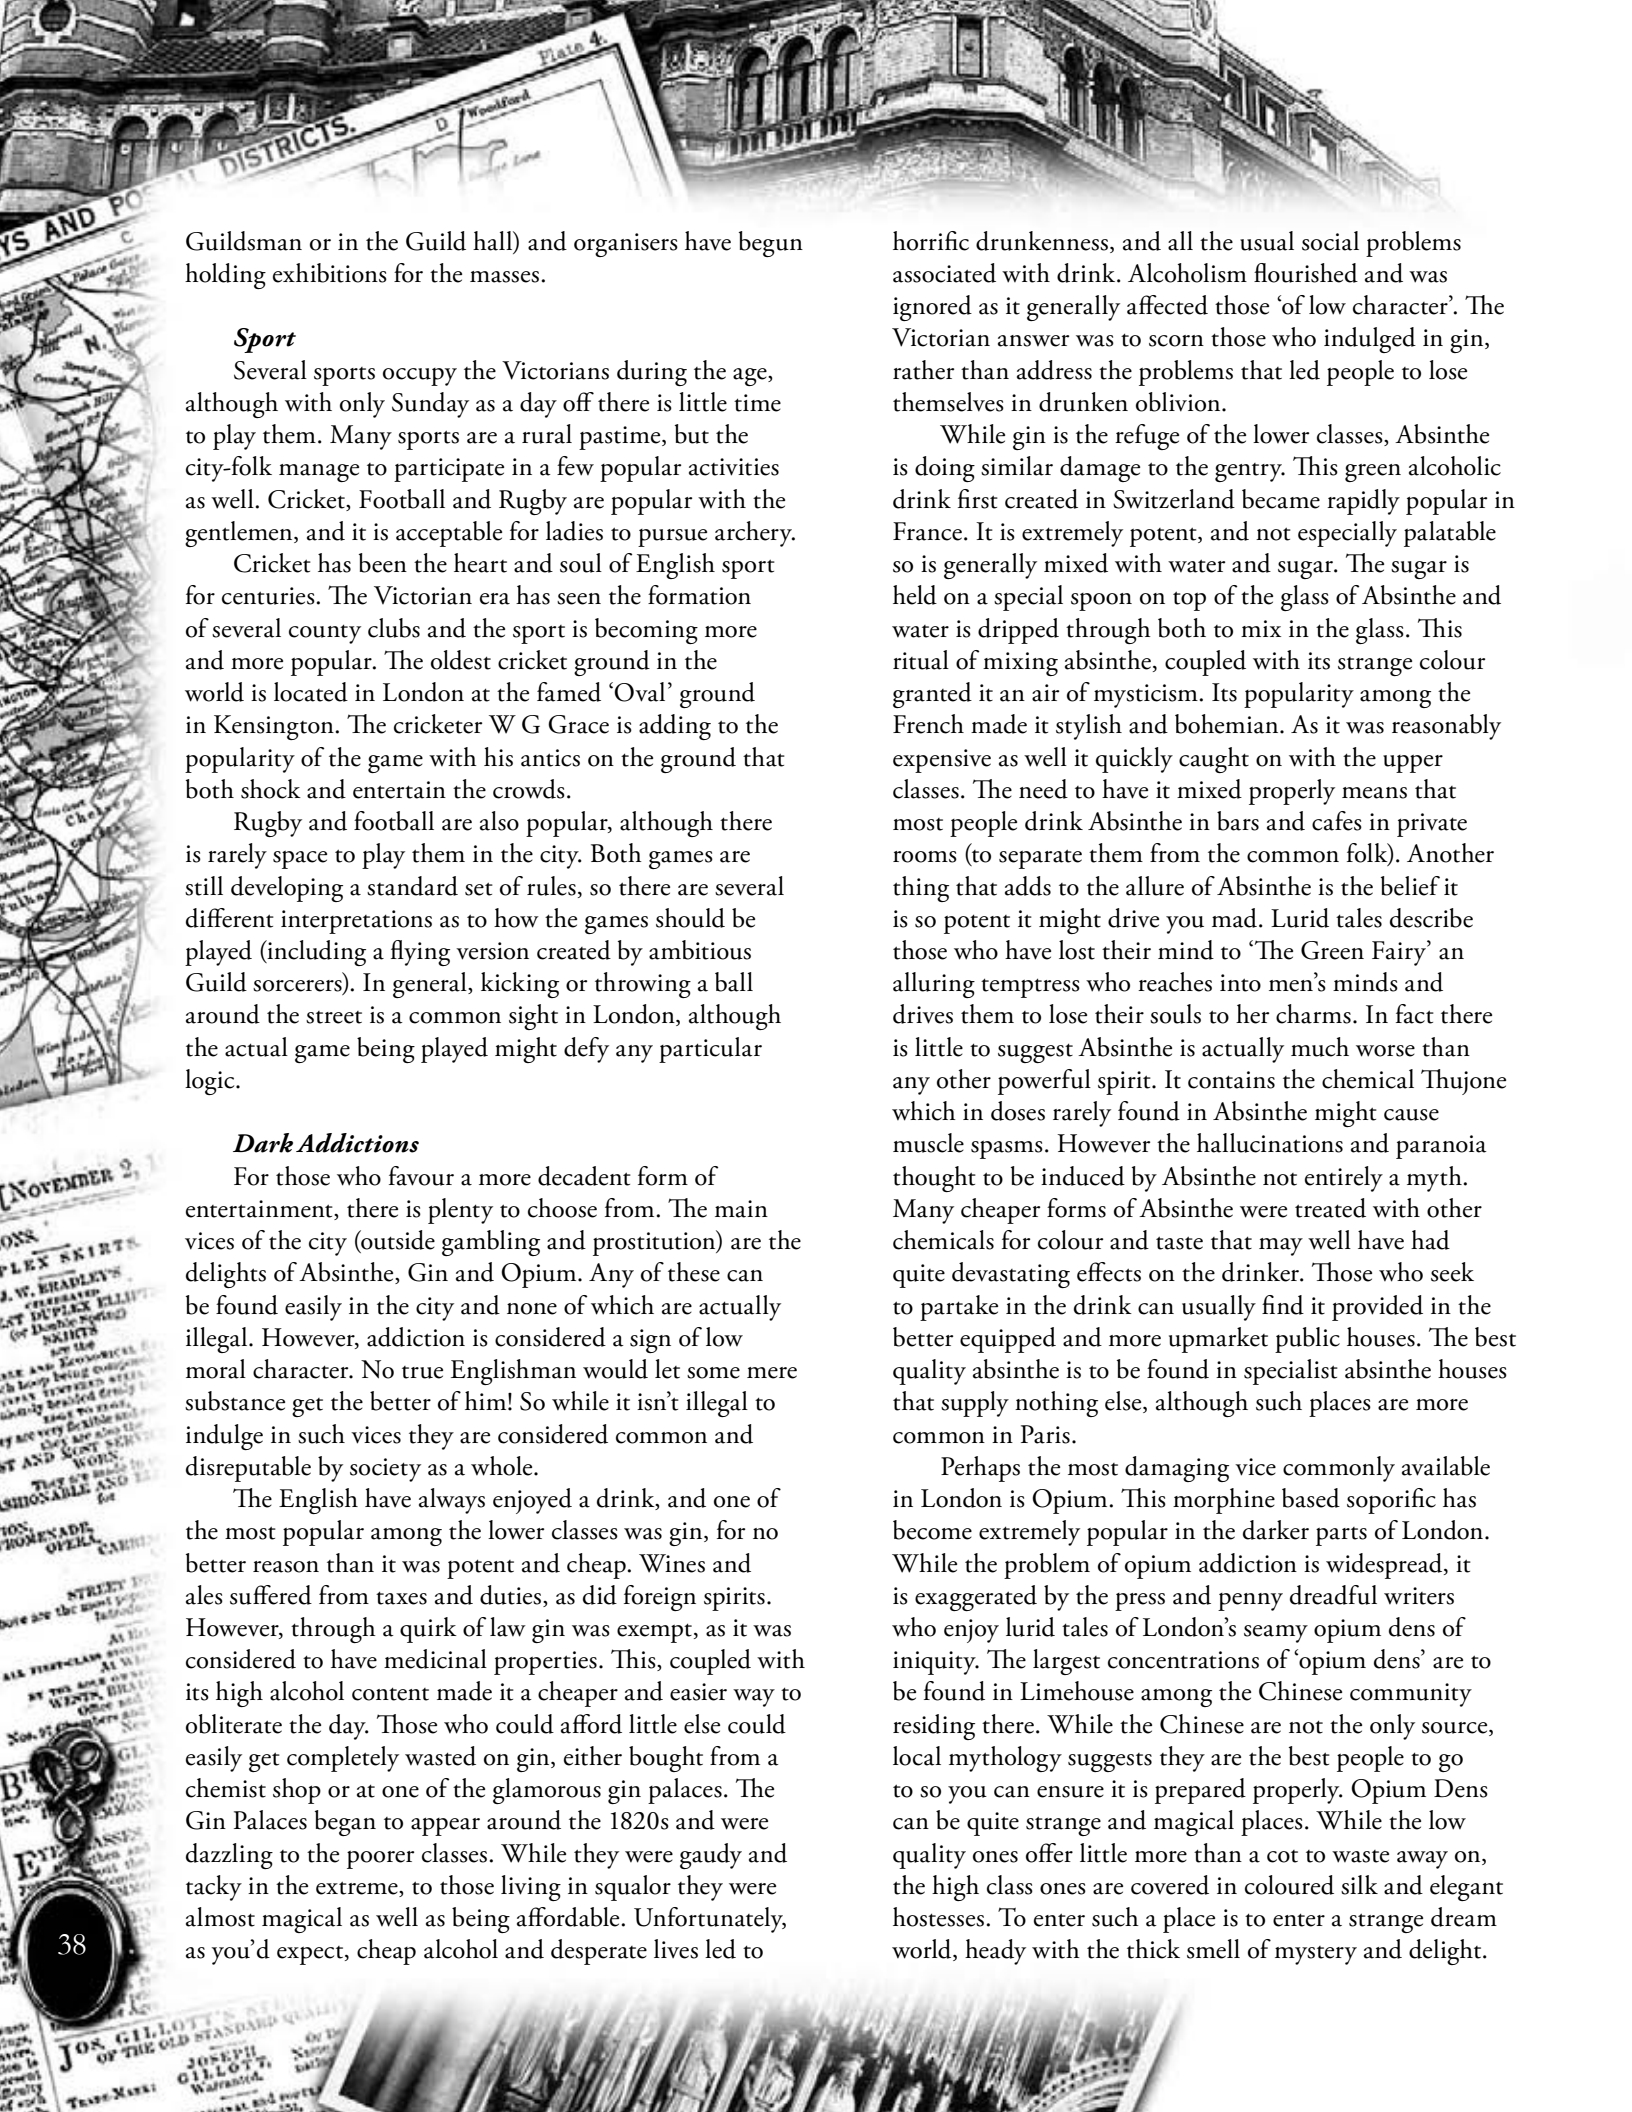 Plate 4.
D
Woodford
DISTRICTS.
YS AND PO
C
N.
[NOVEMBER 2,
PLEX SKIRTS
J. W. BRADLEY'S
SKIRTS
WORN.
OPERA,
STREET
JOS. GILLOTT'S
OF THE OLD STANDARD QUALITY
JOSEPH
GILLOTT,
Warranted.
TRADE-MARK:
38
Guildsman or in the Guild hall) and organisers have begun
holding exhibitions for the masses.
Sport
Several sports occupy the Victorians during the age,
although with only Sunday as a day off there is little time
to play them. Many sports are a rural pastime, but the
city-folk manage to participate in a few popular activities
as well. Cricket, Football and Rugby are popular with the
gentlemen, and it is acceptable for ladies to pursue archery.
Cricket has been the heart and soul of English sport
for centuries. The Victorian era has seen the formation
of several county clubs and the sport is becoming more
and more popular. The oldest cricket ground in the
world is located in London at the famed ‘Oval’ ground
in Kensington. The cricketer W G Grace is adding to the
popularity of the game with his antics on the ground that
both shock and entertain the crowds.
Rugby and football are also popular, although there
is rarely space to play them in the city. Both games are
still developing a standard set of rules, so there are several
different interpretations as to how the games should be
played (including a flying version created by ambitious
Guild sorcerers). In general, kicking or throwing a ball
around the street is a common sight in London, although
the actual game being played might defy any particular
logic.
Dark Addictions
For those who favour a more decadent form of
entertainment, there is plenty to choose from. The main
vices of the city (outside gambling and prostitution) are the
delights of Absinthe, Gin and Opium. Any of these can
be found easily in the city and none of which are actually
illegal. However, addiction is considered a sign of low
moral character. No true Englishman would let some mere
substance get the better of him! So while it isn’t illegal to
indulge in such vices they are considered common and
disreputable by society as a whole.
The English have always enjoyed a drink, and one of
the most popular among the lower classes was gin, for no
better reason than it was potent and cheap. Wines and
ales suffered from taxes and duties, as did foreign spirits.
However, through a quirk of law gin was exempt, as it was
considered to have medicinal properties. This, coupled with
its high alcohol content made it a cheaper and easier way to
obliterate the day. Those who could afford little else could
easily get completely wasted on gin, either bought from a
chemist shop or at one of the glamorous gin palaces. The
Gin Palaces began to appear around the 1820s and were
dazzling to the poorer classes. While they were gaudy and
tacky in the extreme, to those living in squalor they were
almost magical as well as being affordable. Unfortunately,
as you’d expect, cheap alcohol and desperate lives led to
horrific drunkenness, and all the usual social problems
associated with drink. Alcoholism flourished and was
ignored as it generally affected those ‘of low character’. The
Victorian answer was to scorn those who indulged in gin,
rather than address the problems that led people to lose
themselves in drunken oblivion.
While gin is the refuge of the lower classes, Absinthe
is doing similar damage to the gentry. This green alcoholic
drink first created in Switzerland became rapidly popular in
France. It is extremely potent, and not especially palatable
so is generally mixed with water and sugar. The sugar is
held on a special spoon on top of the glass of Absinthe and
water is dripped through both to mix in the glass. This
ritual of mixing absinthe, coupled with its strange colour
granted it an air of mysticism. Its popularity among the
French made it stylish and bohemian. As it was reasonably
expensive as well it quickly caught on with the upper
classes. The need to have it mixed properly means that
most people drink Absinthe in bars and cafes in private
rooms (to separate them from the common folk). Another
thing that adds to the allure of Absinthe is the belief it
is so potent it might drive you mad. Lurid tales describe
those who have lost their mind to ‘The Green Fairy’ an
alluring temptress who reaches into men’s minds and
drives them to lose their souls to her charms. In fact there
is little to suggest Absinthe is actually much worse than
any other powerful spirit. It contains the chemical Thujone
which in doses rarely found in Absinthe might cause
muscle spasms. However the hallucinations and paranoia
thought to be induced by Absinthe not entirely a myth.
Many cheaper forms of Absinthe were treated with other
chemicals for colour and taste that may well have had
quite devastating effects on the drinker. Those who seek
to partake in the drink can usually find it provided in the
better equipped and more upmarket public houses. The best
quality absinthe is to be found in specialist absinthe houses
that supply nothing else, although such places are more
common in Paris.
Perhaps the most damaging vice commonly available
in London is Opium. This morphine based soporific has
become extremely popular in the darker parts of London.
While the problem of opium addiction is widespread, it
is exaggerated by the press and penny dreadful writers
who enjoy lurid tales of London’s seamy opium dens of
iniquity. The largest concentrations of ‘opium dens’ are to
be found in Limehouse among the Chinese community
residing there. While the Chinese are not the only source,
local mythology suggests they are the best people to go
to so you can ensure it is prepared properly. Opium Dens
can be quite strange and magical places. While the low
quality ones offer little more than a cot to waste away on,
the high class ones are covered in coloured silk and elegant
hostesses. To enter such a place is to enter a strange dream
world, heady with the thick smell of mystery and delight.